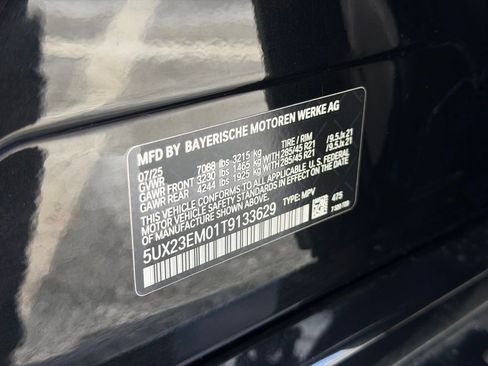 MFD BY BAYERISCHE MOTOREN WERKE AG
07/25 TIRE / RIM
GVWR 7088 lbs 3215 kg
GAWR FRONT 3230 lbs 1465 kg WITH 285/45 R21 /9.5Jx21
GAWR REAR 4244 lbs 1925 kg WITH 285/45 R21 /9.5Jx21
THIS VEHICLE CONFORMS TO ALL APPLICABLE U.S. FEDERAL
MOTOR VEHICLE SAFETY STANDARDS IN EFFECT ON THE DATE
OF MANUFACTURE SHOWN ABOVE.
5UX23EM01T9133629 TYPE: MPV 475